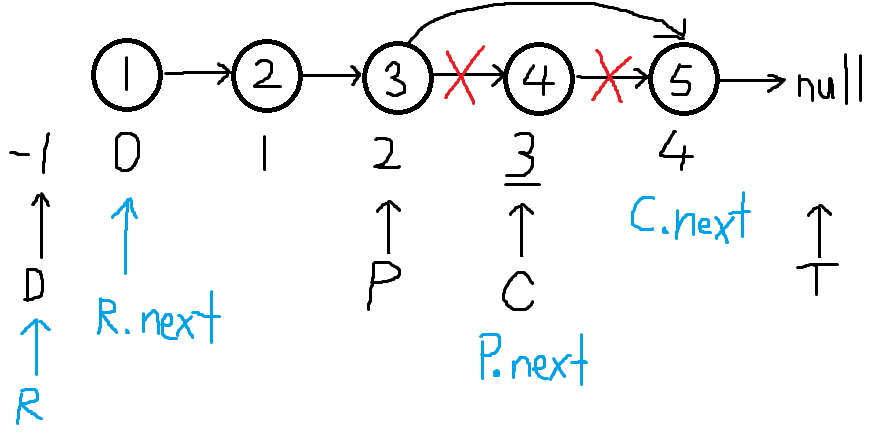 1 2 3 4 5 null
-1 0 1 2 3 4
C.next
D P C T
R.next
P.next
R